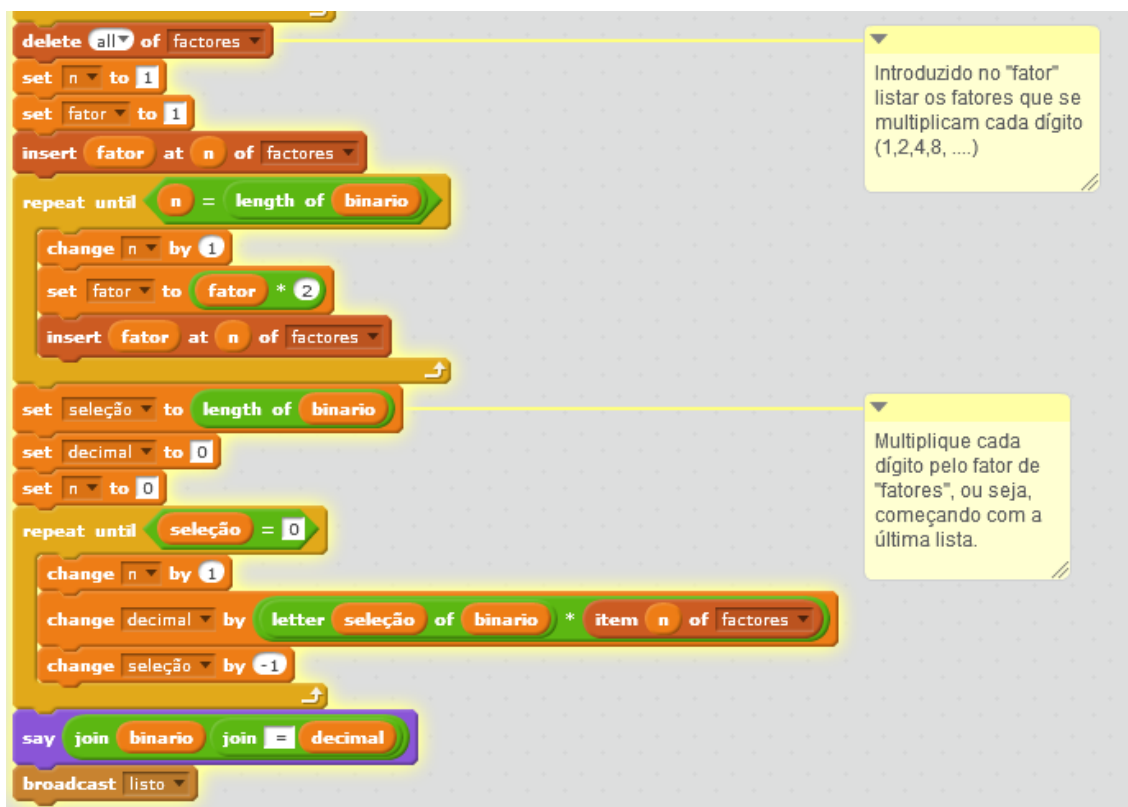 delete all of factores
set n to 1
set fator to 1
insert fator at n of factores
repeat until n = length of binario
change n by 1
set fator to fator * 2
insert fator at n of factores
set seleção to length of binario
set decimal to 0
set n to 0
repeat until seleção = 0
change n by 1
change decimal by letter seleção of binario * item n of factores
change seleção by -1
say join binario join = decimal
broadcast listo
Introduzido no "fator"
listar os fatores que se
multiplicam cada dígito
(1,2,4,8, ....)
Multiplique cada
dígito pelo fator de
"fatores", ou seja,
começando com a
última lista.